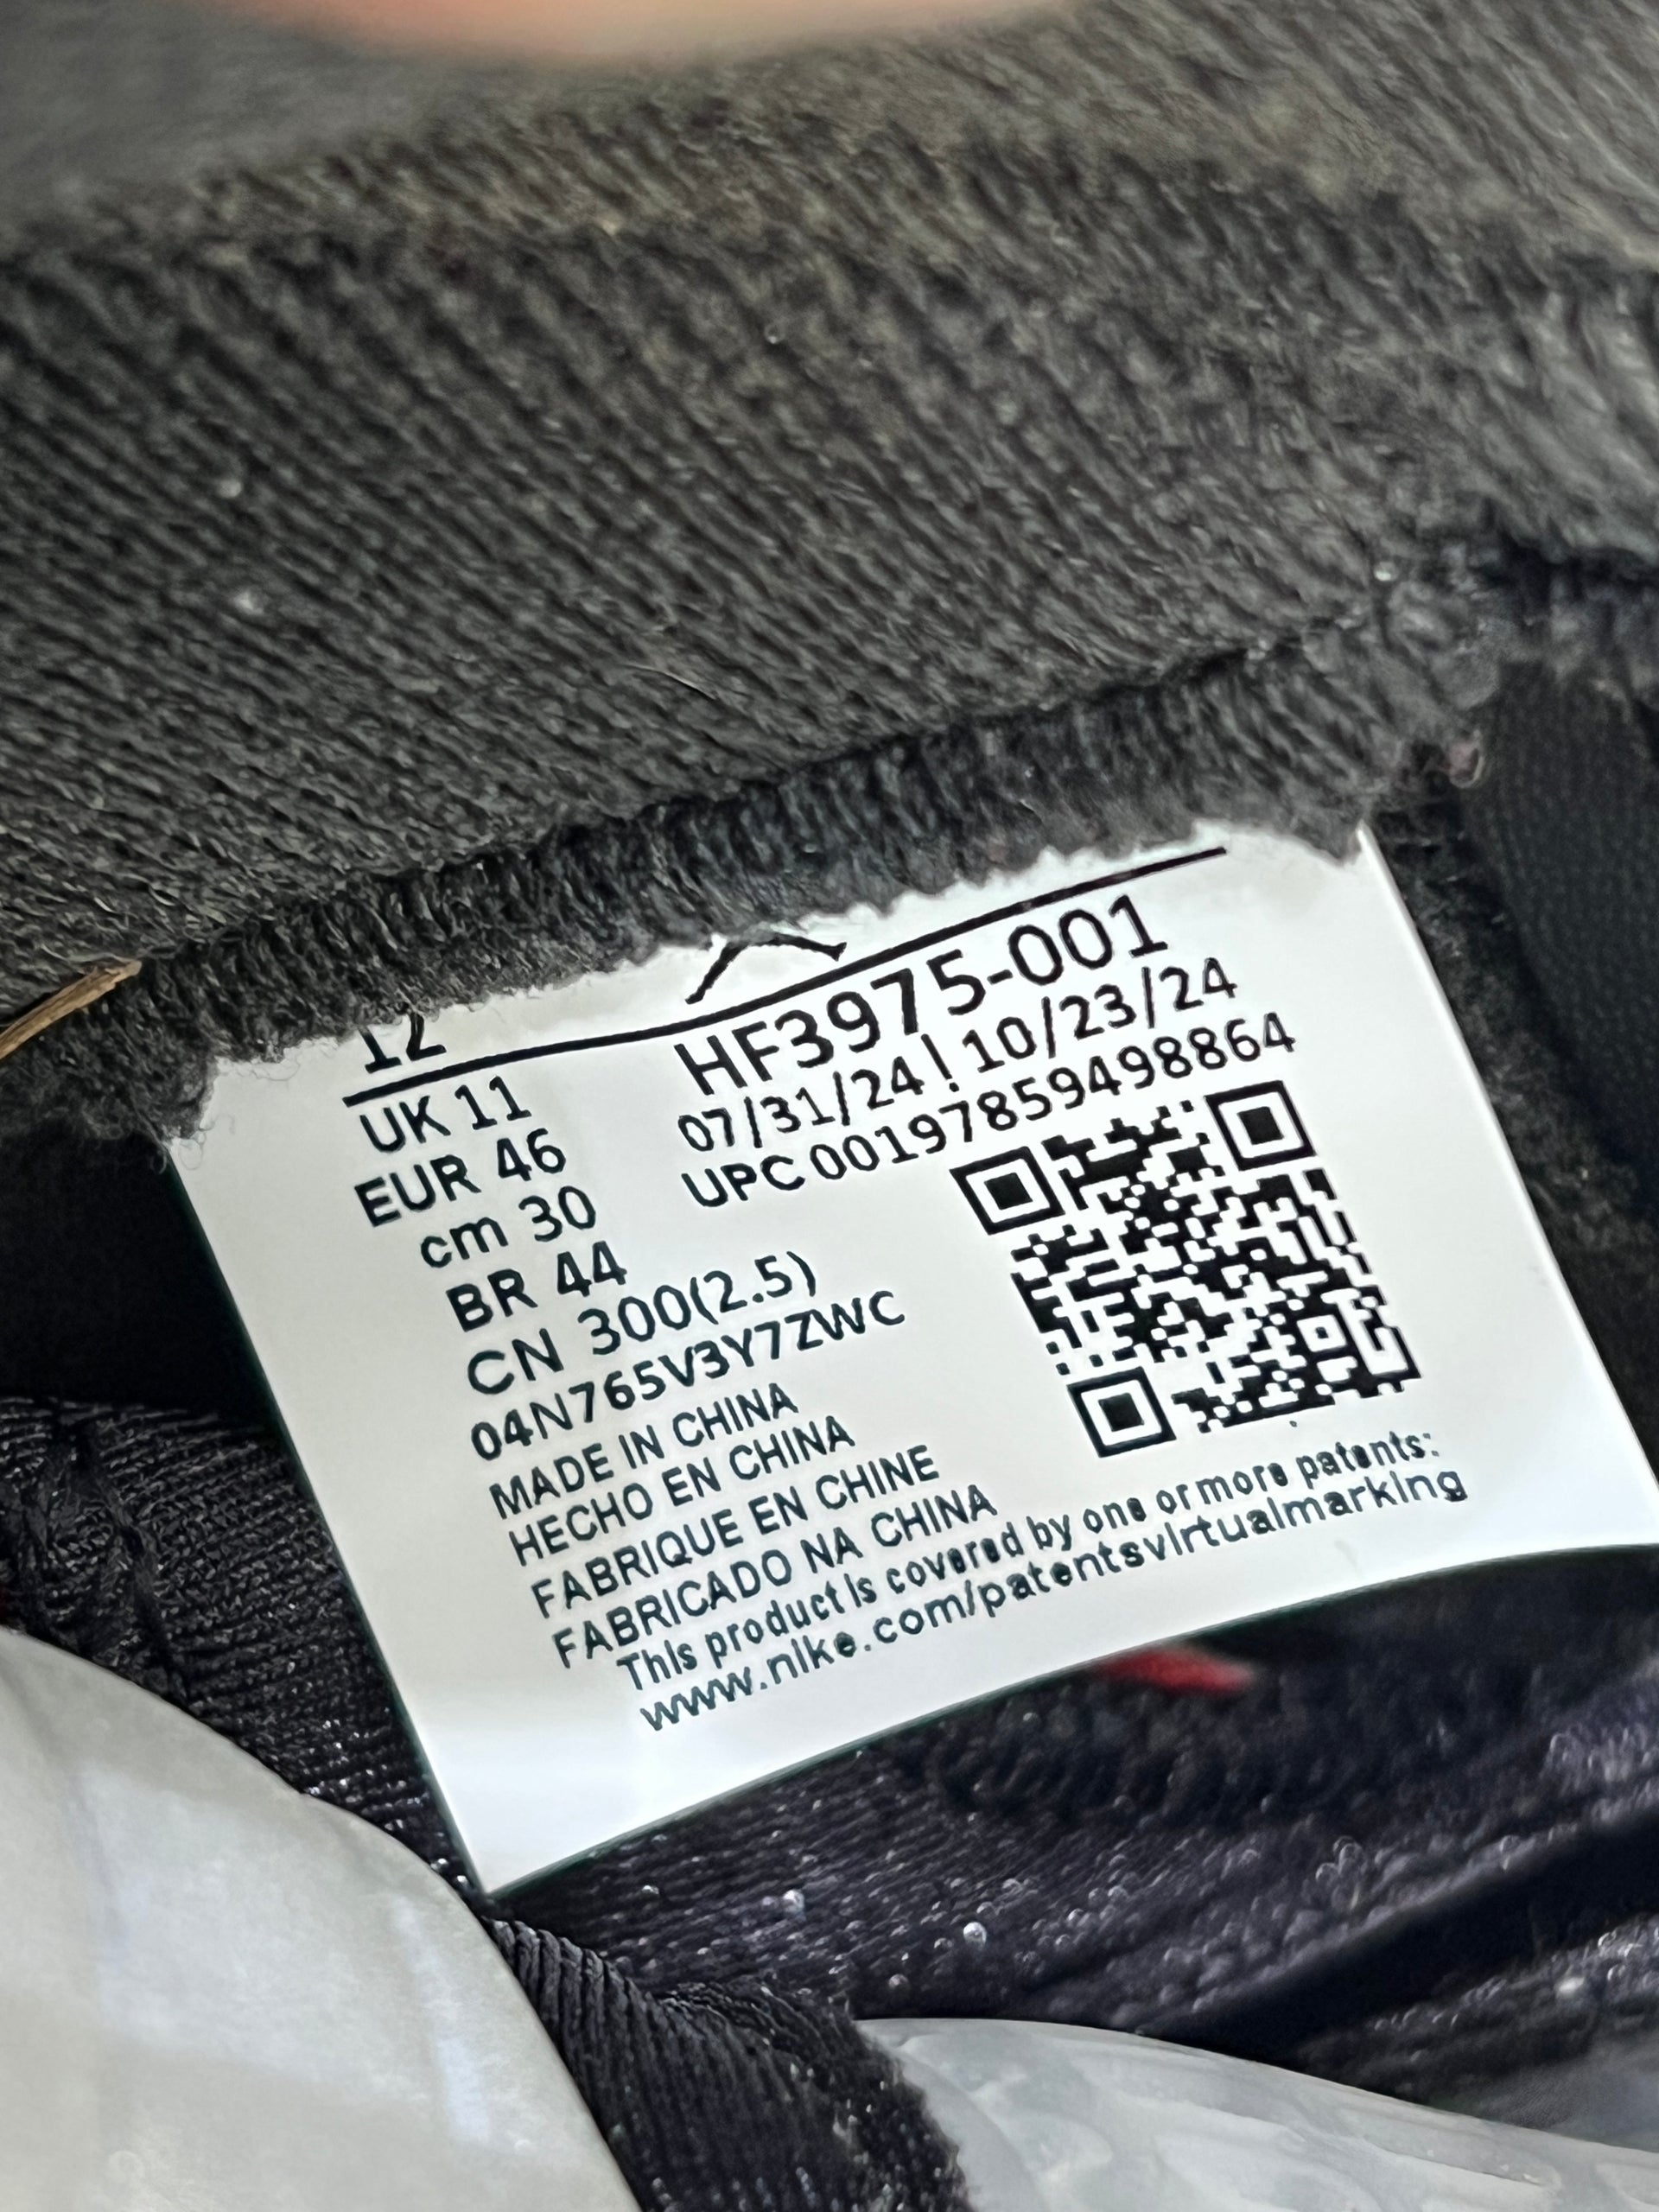 12
UK 11
EUR 46
cm 30
BR 44
CN 300(2.5)
04N765V3Y7ZWC
HF3975-001
07/31/24 ! 10/23/24
UPC 00197859498864
MADE IN CHINA
HECHO EN CHINA
FABRIQUE EN CHINE
FABRICADO NA CHINA
This product is covered by one or more patents:
www.nike.com/patentsvirtualmarking